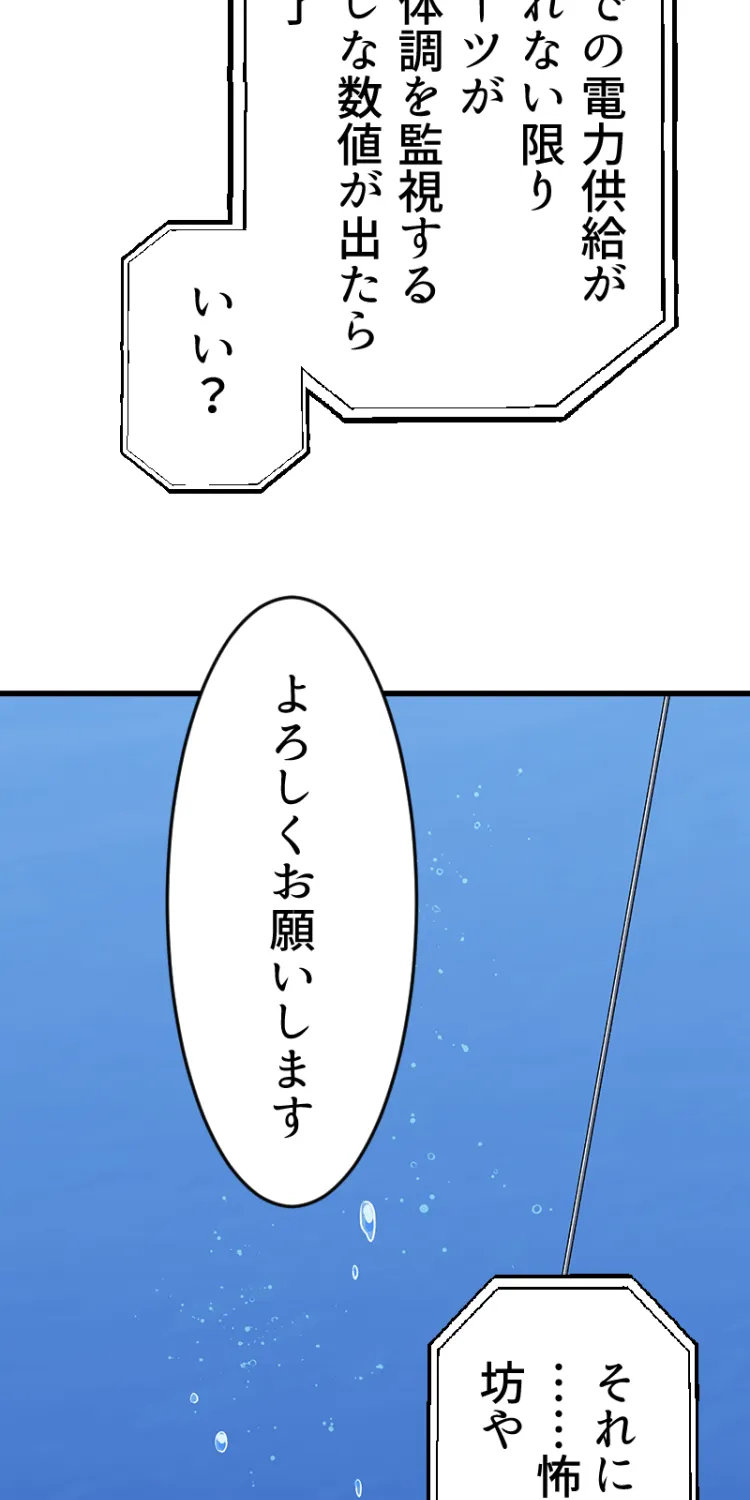 での電力供給が
れない限り
ーツが
体調を監視する
しな数値が出たら
了
いい？
よろしくお願いします
それに
……怖
坊や